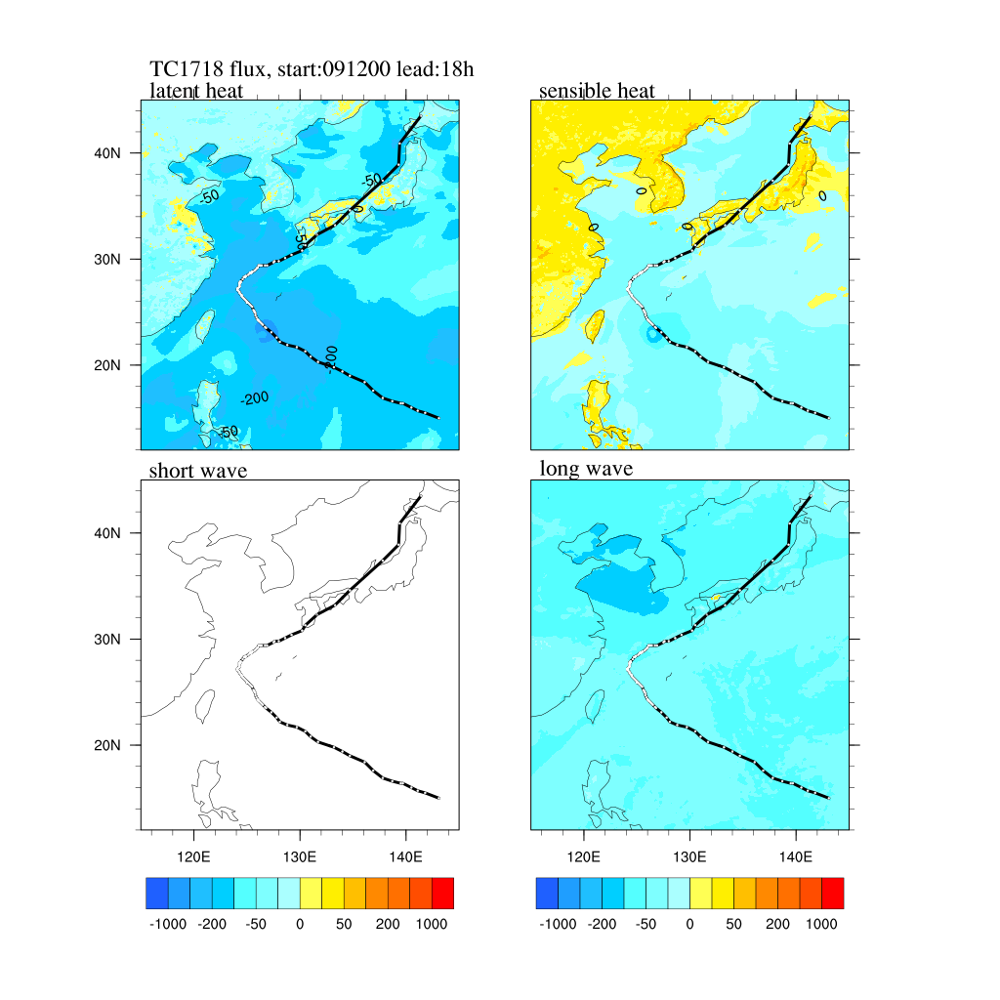 TC1718 flux, start:091200 lead:18h
latent heat
sensible heat
40N
30N
20N
-50
-50
0
-50
-200
-200
-50
0
0
0
0
short wave
long wave
40N
30N
20N
120E 130E 140E
120E 130E 140E
-1000 -200 -50 0 50 200 1000
-1000 -200 -50 0 50 200 1000